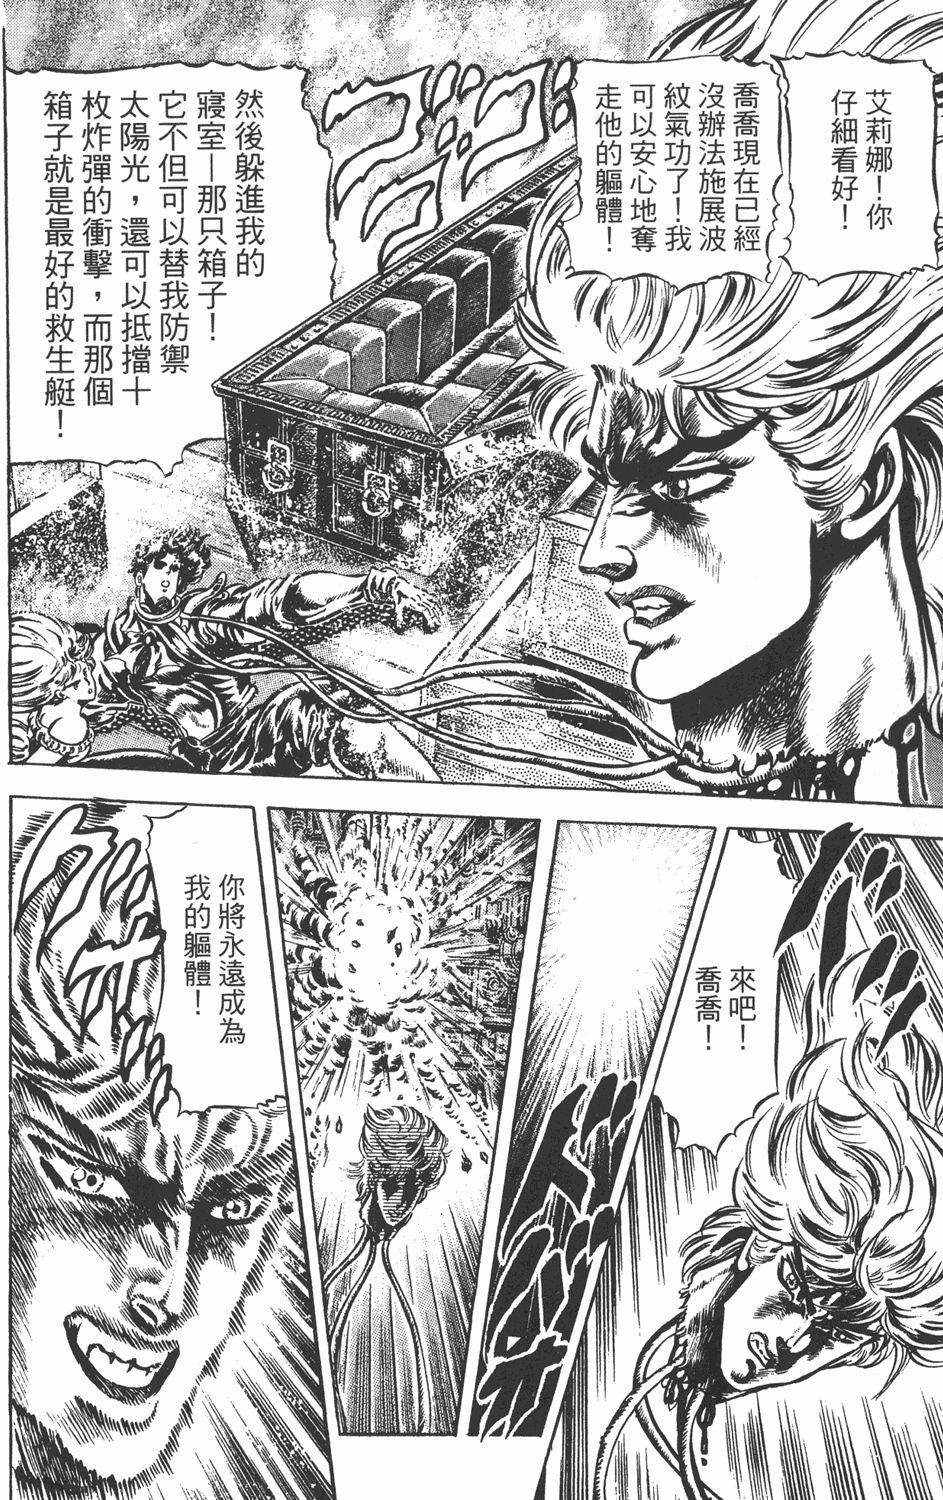 艾莉娜！你
仔細看好！
喬喬現在已經
沒辦法施展波
紋氣功了！我
可以安心地奪
走他的軀體！
然後躲進我的
寢室—那只箱子！
它不但可以替我防禦
太陽光，還可以抵擋十
枚炸彈的衝擊，而那個
箱子就是最好的救生艇！
來吧！
喬喬！
你將永遠成為
我的軀體！